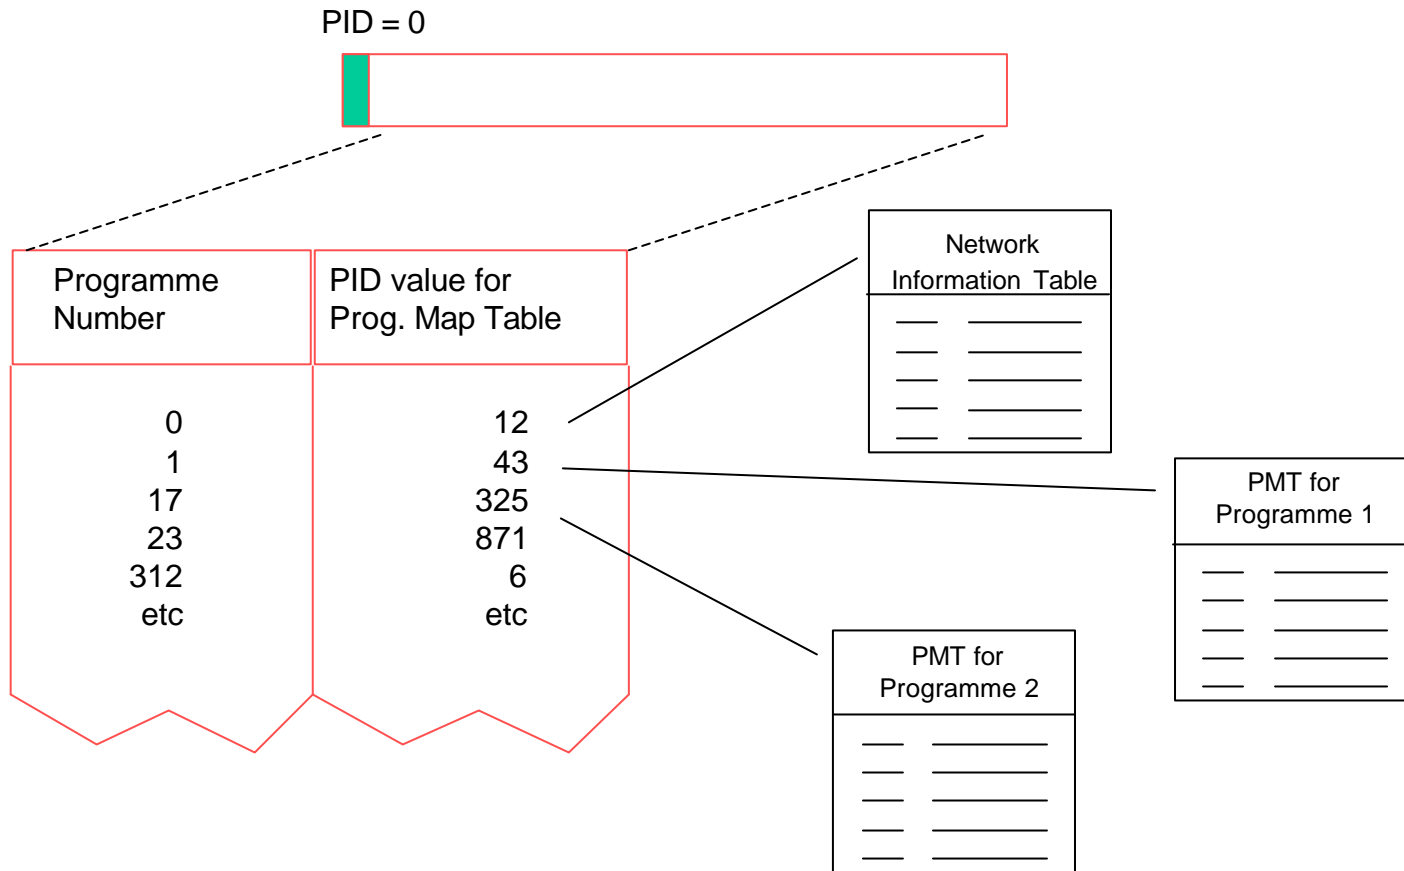 PID = 0
Programme
Number
PID value for
Prog. Map Table
0 12
1 43
17 325
23 871
312 6
etc etc
Network
Information Table
PMT for
Programme 1
PMT for
Programme 2